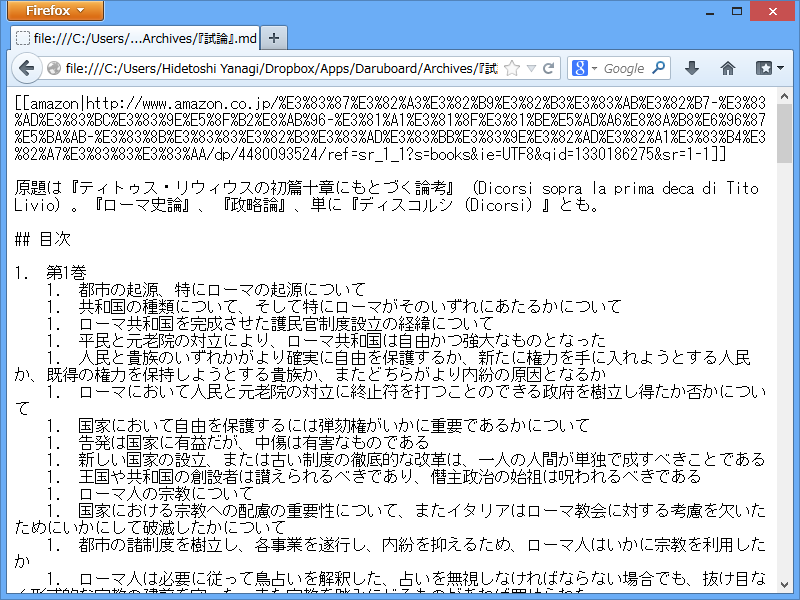 Firefox
file:///C:/Users/...Archives/『試論』.md
file:///C:/Users/Hidetoshi Yanagi/Dropbox/Apps/Daruboard/Archives/『試
Google
[[amazon|http://www.amazon.co.jp/%E3%83%87%E3%82%A3%E3%82%B9%E3%82%B3%E3%83%AB%E3%82%B7-%E3%83
%AD%E3%83%BC%E3%83%9E%E5%8F%B2%E8%AB%96-%E3%81%A1%E3%81%8F%E3%81%BE%E5%AD%A6%E8%8A%B8%E6%96%87
%E5%BA%AB-%E3%83%8B%E3%83%83%E3%82%B3%E3%83%AD%E3%83%BB%E3%83%9E%E3%82%AD%E3%82%A1%E3%83%B4%E3
%82%A7%E3%83%83%E3%83%AA/dp/4480093524/ref=sr_1_1?s=books&ie=UTF8&qid=1330186275&sr=1-1]]
原題は『ティトゥス・リウィウスの初篇十章にもとづく論考』（Dicorsi sopra la prima deca di Tito
Livio）。『ローマ史論』、『政略論』、単に『ディスコルシ（Dicorsi）』とも。
## 目次
1. 第1巻
1. 都市の起源、特にローマの起源について
1. 共和国の種類について、そして特にローマがそのいずれにあたるかについて
1. ローマ共和国を完成させた護民官制度設立の経緯について
1. 平民と元老院の対立により、ローマ共和国は自由かつ強大なものとなった
1. 人民と貴族のいずれかがより確実に自由を保護するか、新たに権力を手に入れようとする人民
か、既得の権力を保持しようとする貴族か、またどちらがより内紛の原因となるか
1. ローマにおいて人民と元老院の対立に終止符を打つことのできる政府を樹立し得たか否かについ
て
1. 国家において自由を保護するには弾劾権がいかに重要であるかについて
1. 告発は国家に有益だが、中傷は有害なものである
1. 新しい国家の設立、または古い制度の徹底的な改革は、一人の人間が単独で成すべきことである
1. 王国や共和国の創設者は讃えられるべきであり、僭主政治の始祖は呪われるべきである
1. ローマ人の宗教について
1. 国家における宗教への配慮の重要性について、またイタリアはローマ教会に対する考慮を欠いた
ためにいかにして破滅したかについて
1. 都市の諸制度を樹立し、各事業を遂行し、内紛を抑えるため、ローマ人はいかに宗教を利用した
か
1. ローマ人は必要に従って鳥占いを解釈した、占いを無視しなければならない場合でも、抜け目な